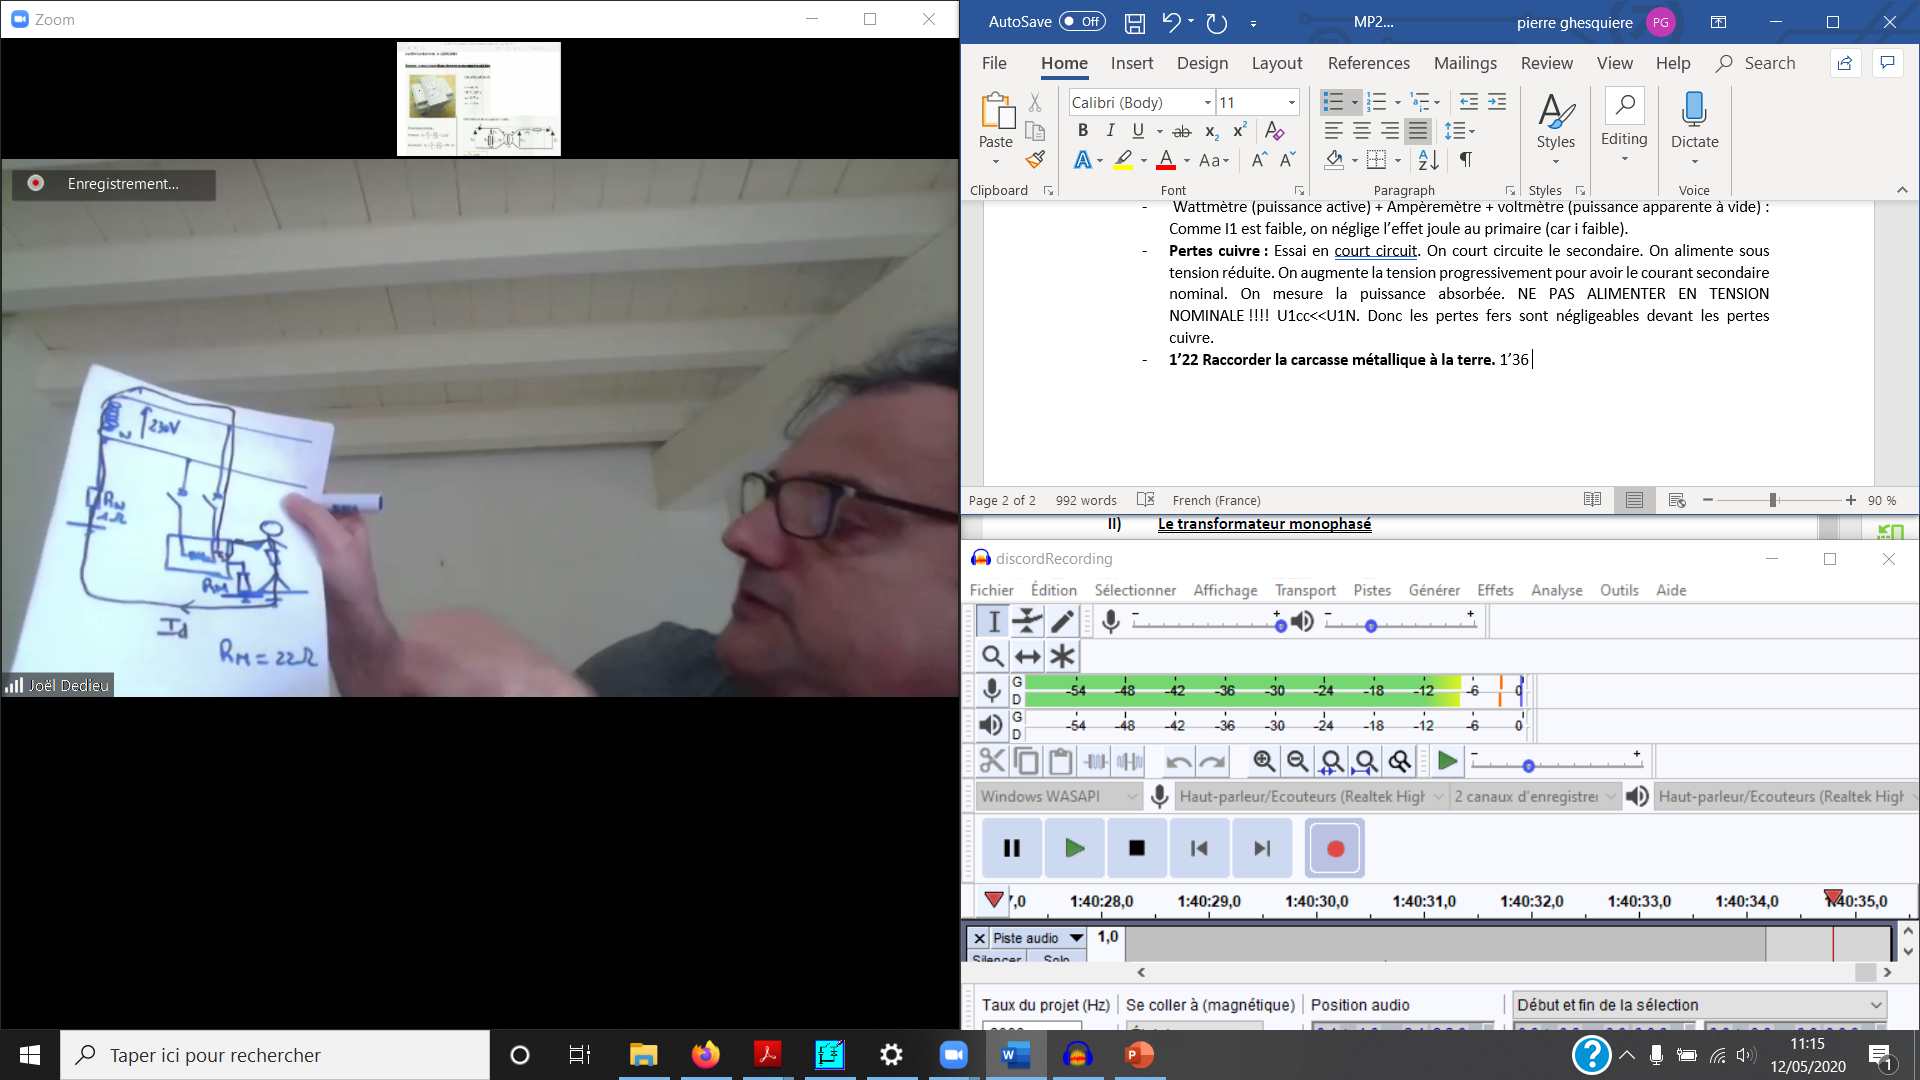 Zoom
Enregistrement...
230V
N
RN
1Ω
RM
Id
RM = 22Ω
Joël Dedieu
AutoSave Off
MP2...
pierre ghesquiere PG
File Home Insert Design Layout References Mailings Review View Help Search
Paste
Calibri (Body) 11
Styles
Editing
Dictate
Clipboard Font Paragraph Styles Voice
- Wattmètre (puissance active) + Ampèremètre + voltmètre (puissance apparente à vide) :
Comme I1 est faible, on néglige l’effet joule au primaire (car i faible).
- Pertes cuivre : Essai en court circuit. On court circuite le secondaire. On alimente sous
tension réduite. On augmente la tension progressivement pour avoir le courant secondaire
nominal. On mesure la puissance absorbée. NE PAS ALIMENTER EN TENSION
NOMINALE !!!! U1cc<<U1N. Donc les pertes fers sont négligeables devant les pertes
cuivre.
- 1’22 Raccorder la carcasse métallique à la terre. 1’36
Page 2 of 2 992 words French (France) 90 %
II) Le transformateur monophasé
discordRecording
Fichier Édition Sélectionner Affichage Transport Pistes Générer Effets Analyse Outils Aide
G
D
-54 -48 -42 -36 -30 -24 -18 -12 -6 0
G
D
-54 -48 -42 -36 -30 -24 -18 -12 -6 0
Windows WASAPI Haut-parleur/Ecouteurs (Realtek High 2 canaux d'enregistrer Haut-parleur/Ecouteurs (Realtek High
7,0 1:40:28,0 1:40:29,0 1:40:30,0 1:40:31,0 1:40:32,0 1:40:33,0 1:40:34,0 1:40:35,0
Piste audio 1,0
Silencer Solo
Taux du projet (Hz) Se coller à (magnétique) Position audio Début et fin de la sélection
Taper ici pour rechercher
11:15
12/05/2020
1